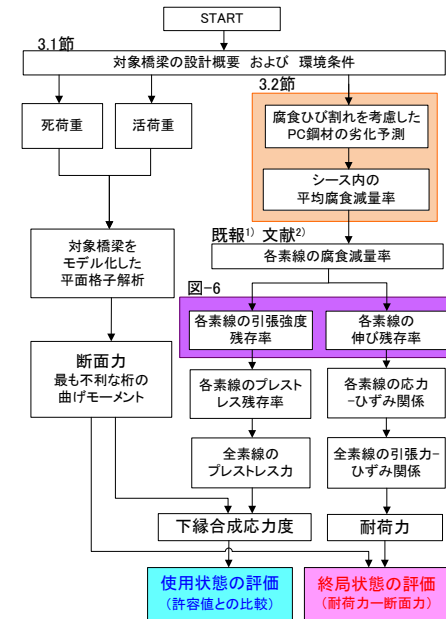 START
3.1節
対象橋梁の設計概要 および 環境条件
3.2節
死荷重
活荷重
腐食ひび割れを考慮した
PC鋼材の劣化予測
シース内の
平均腐食減量率
既報1) 文献2)
各素線の腐食減量率
対象橋梁を
モデル化した
平面格子解析
図-6
各素線の引張強度
残存率
各素線の
伸び残存率
断面力
最も不利な桁の
曲げモーメント
各素線のプレスト
レス残存率
各素線の応力
-ひずみ関係
全素線の
プレストレス力
全素線の引張力-
ひずみ関係
下縁合成応力度
耐荷力
使用状態の評価
(許容値との比較)
終局状態の評価
(耐荷力ー断面力)